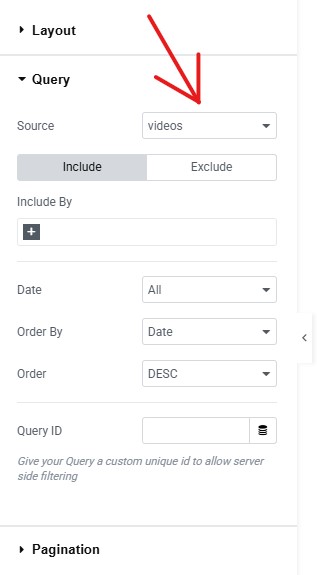 Layout
Query
Source videos
Include Exclude
Include By
Date All
Order By Date
Order DESC
Query ID
Give your Query a custom unique id to allow server
side filtering
Pagination